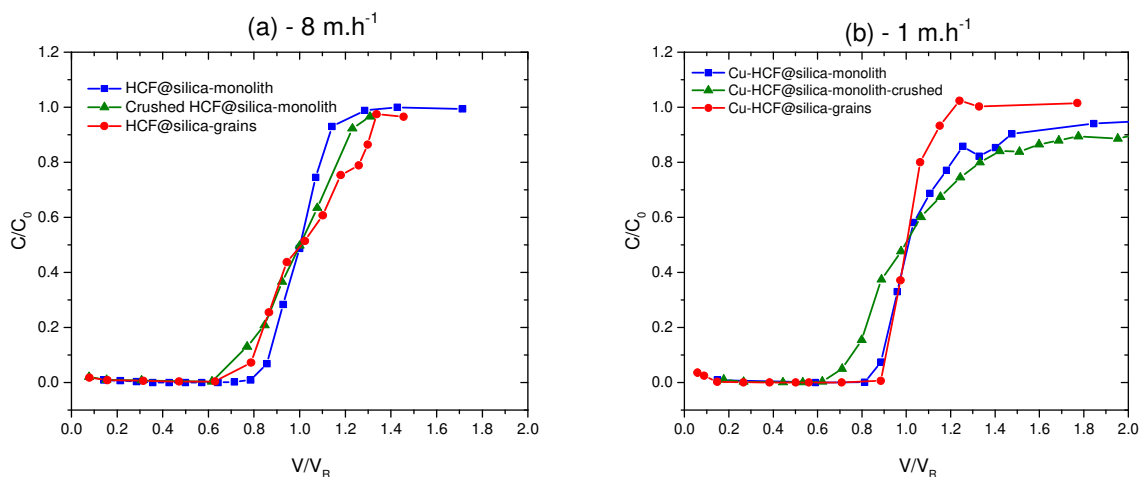 (a) - 8 m.h-1
1.2
1.0
0.8
0.6
0.4
0.2
0.0
C/C0
HCF@silica-monolith
Crushed HCF@silica-monolith
HCF@silica-grains
0.0 0.2 0.4 0.6 0.8 1.0 1.2 1.4 1.6 1.8 2.0
V/VR
(b) - 1 m.h-1
1.2
1.0
0.8
0.6
0.4
0.2
0.0
C/C0
Cu-HCF@silica-monolith
Cu-HCF@silica-monolith-crushed
Cu-HCF@silica-grains
0.0 0.2 0.4 0.6 0.8 1.0 1.2 1.4 1.6 1.8 2.0
V/VR